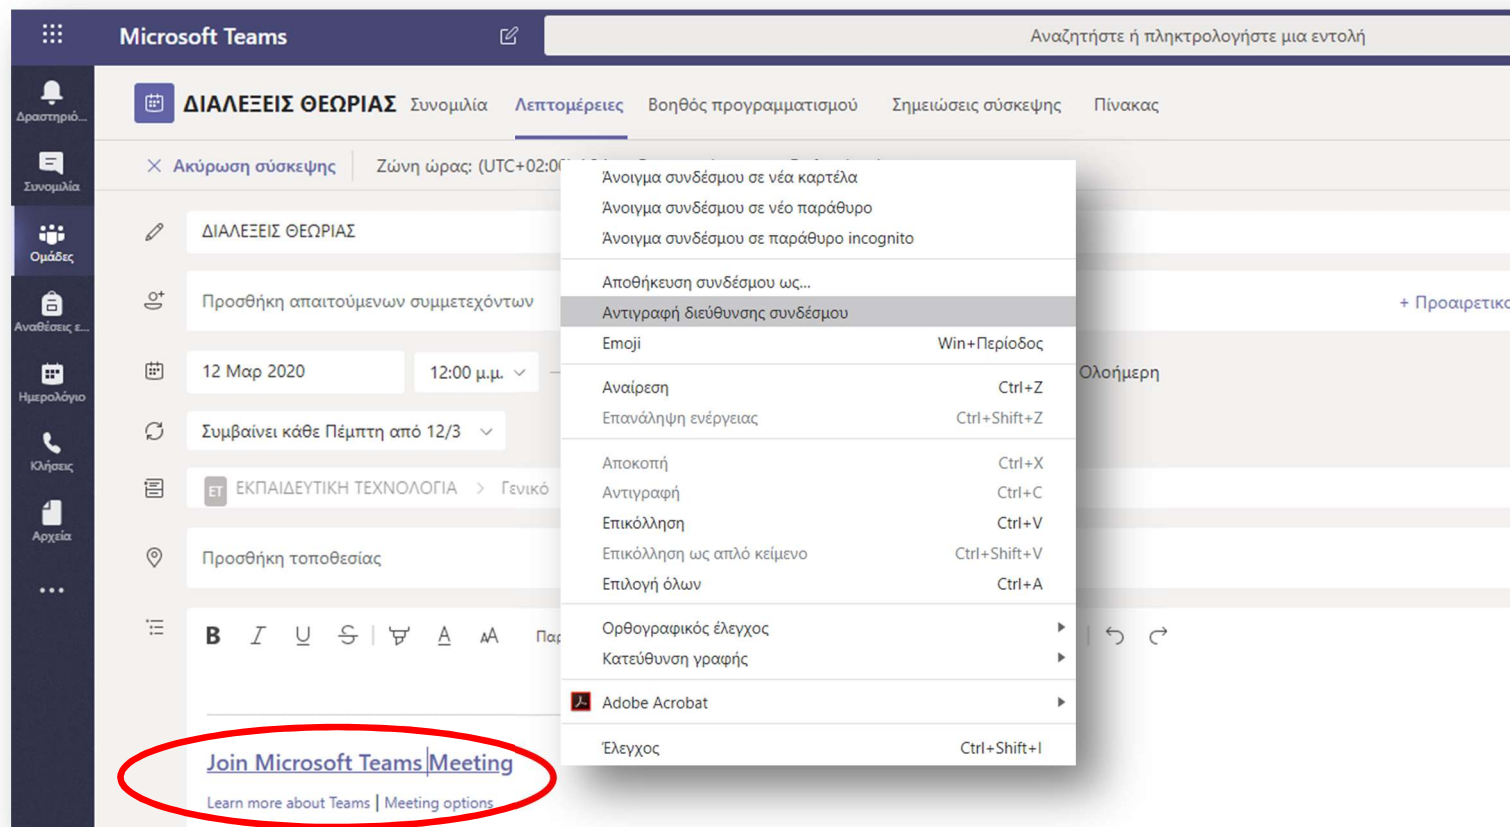 Microsoft Teams
Αναζητήστε ή πληκτρολογήστε μια εντολή
Δραστηριό...
Συνομιλία
Ομάδες
Αναθέσεις ε...
Ημερολόγιο
Κλήσεις
Αρχεία
ΔΙΑΛΕΞΕΙΣ ΘΕΩΡΙΑΣ Συνομιλία Λεπτομέρειες Βοηθός προγραμματισμού Σημειώσεις σύσκεψης Πίνακας
Ακύρωση σύσκεψης Ζώνη ώρας: (UTC+02:00
ΔΙΑΛΕΞΕΙΣ ΘΕΩΡΙΑΣ
Προσθήκη απαιτούμενων συμμετεχόντων
+ Προαιρετικο
12 Μαρ 2020 12:00 μ.μ. Ολοήμερη
Συμβαίνει κάθε Πέμπτη από 12/3
ET ΕΚΠΑΙΔΕΥΤΙΚΗ ΤΕΧΝΟΛΟΓΙΑ > Γενικό
Προσθήκη τοποθεσίας
B I U S A AA Παρ
Join Microsoft Teams Meeting
Learn more about Teams | Meeting options
Άνοιγμα συνδέσμου σε νέα καρτέλα
Άνοιγμα συνδέσμου σε νέο παράθυρο
Άνοιγμα συνδέσμου σε παράθυρο incognito
Αποθήκευση συνδέσμου ως...
Αντιγραφή διεύθυνσης συνδέσμου
Emoji Win+Περίοδος
Αναίρεση Ctrl+Z
Επανάληψη ενέργειας Ctrl+Shift+Z
Αποκοπή Ctrl+X
Αντιγραφή Ctrl+C
Επικόλληση Ctrl+V
Επικόλληση ως απλό κείμενο Ctrl+Shift+V
Επιλογή όλων Ctrl+A
Ορθογραφικός έλεγχος
Κατεύθυνση γραφής
Adobe Acrobat
Έλεγχος Ctrl+Shift+I